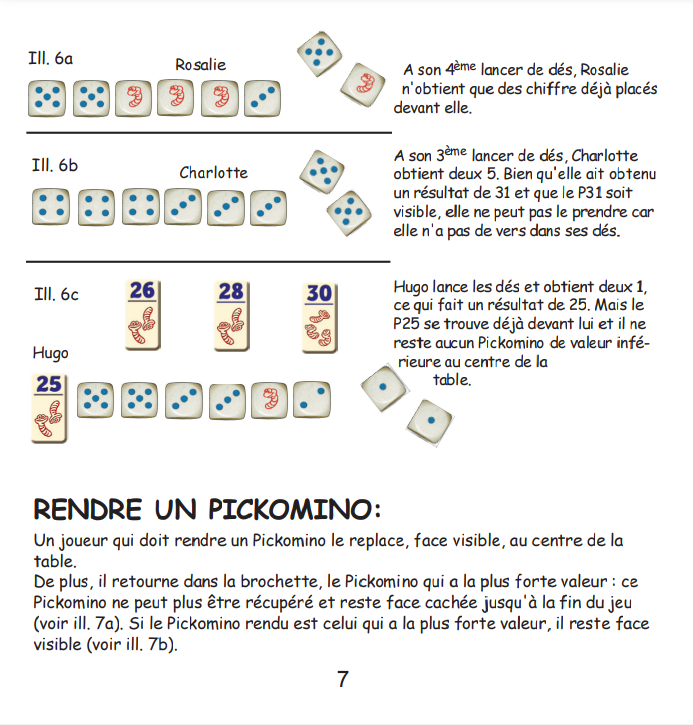 Ill. 6a
Rosalie
A son 4ème lancer de dés, Rosalie
n'obtient que des chiffre déjà placés
devant elle.
Ill. 6b
Charlotte
A son 3ème lancer de dés, Charlotte
obtient deux 5. Bien qu'elle ait obtenu
un résultat de 31 et que le P31 soit
visible, elle ne peut pas le prendre car
elle n'a pas de vers dans ses dés.
Ill. 6c
26
28
30
Hugo
25
Hugo lance les dés et obtient deux 1,
ce qui fait un résultat de 25. Mais le
P25 se trouve déjà devant lui et il ne
reste aucun Pickomino de valeur infé-
rieure au centre de la
table.
RENDRE UN PICKOMINO:
Un joueur qui doit rendre un Pickomino le replace, face visible, au centre de la
table.
De plus, il retourne dans la brochette, le Pickomino qui a la plus forte valeur : ce
Pickomino ne peut plus être récupéré et reste face cachée jusqu'à la fin du jeu
(voir ill. 7a). Si le Pickomino rendu est celui qui a la plus forte valeur, il reste face
visible (voir ill. 7b).
7